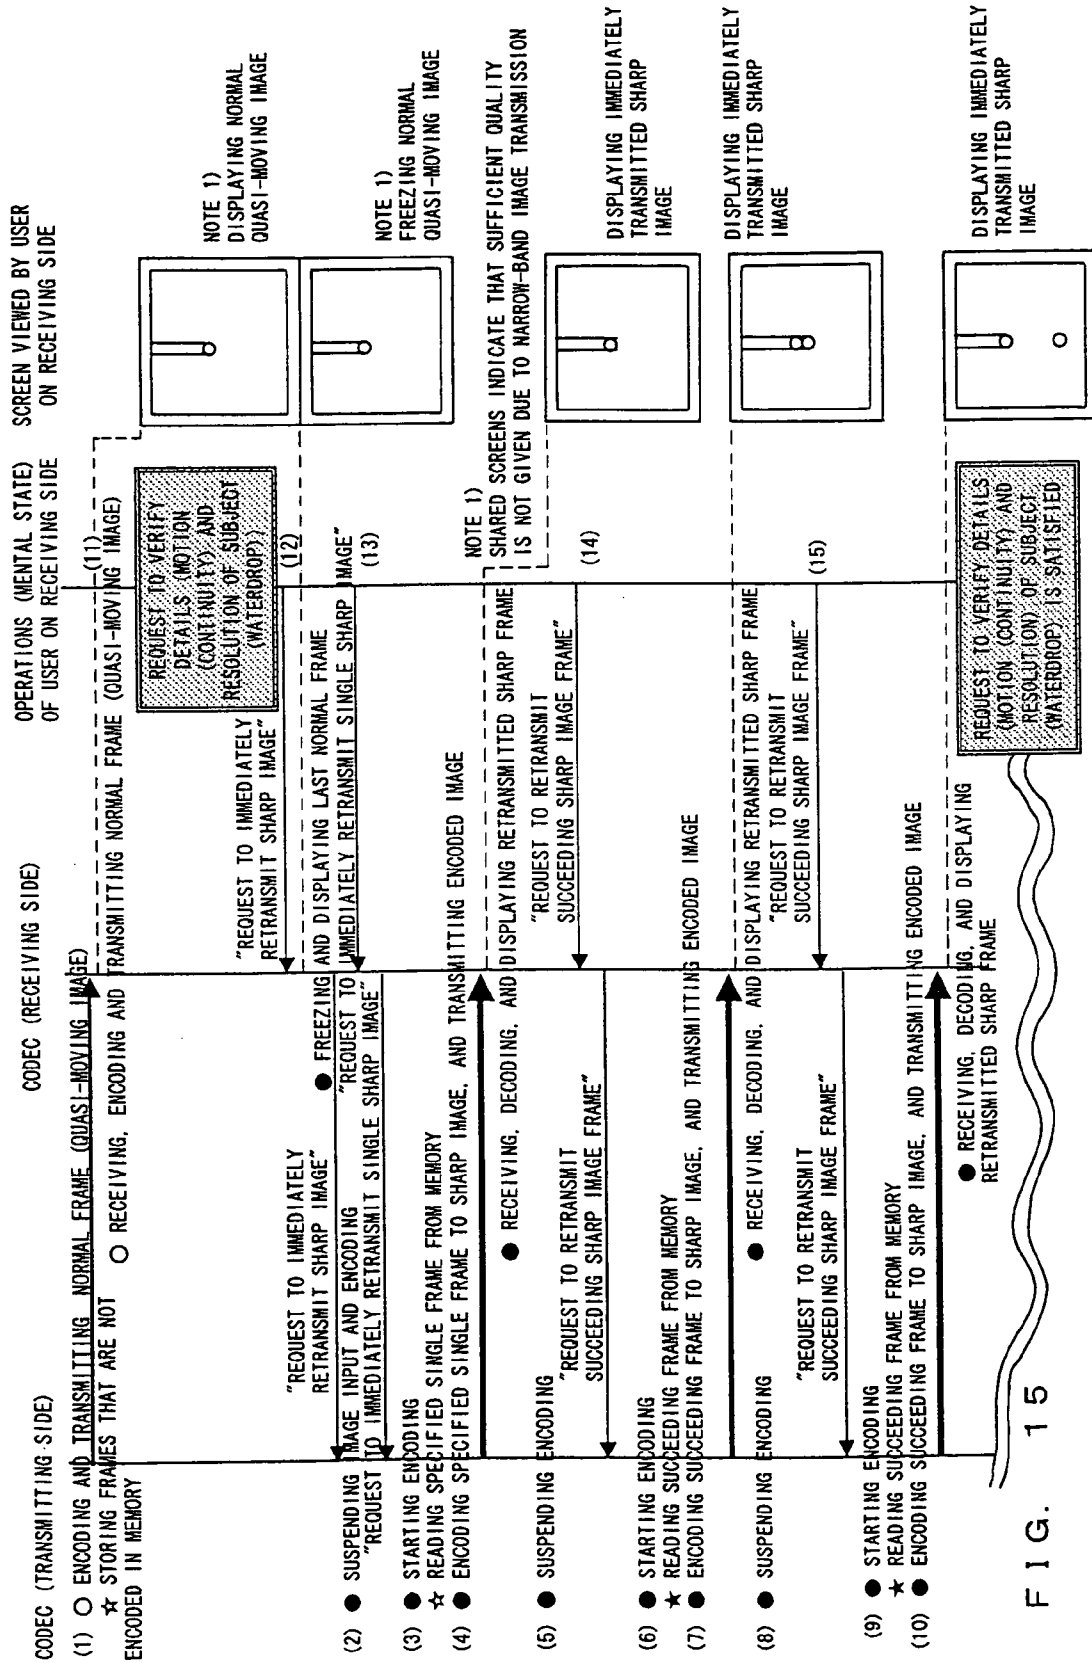 CODEC (TRANSMITTING SIDE)
CODEC (RECEIVING SIDE)
OPERATIONS (MENTAL STATE)
OF USER ON RECEIVING SIDE
SCREEN VIEWED BY USER
ON RECEIVING SIDE
(1) ○ ENCODING AND TRANSMITTING NORMAL FRAME (QUASI-MOVING IMAGE)
☆ STORING FRAMES THAT ARE NOT
ENCODED IN MEMORY
○ RECEIVING, ENCODING AND TRANSMITTING NORMAL FRAME (QUASI-MOVING IMAGE)
(11)
REQUEST TO VERIFY
DETAILS (MOTION
(CONTINUITY) AND
RESOLUTION OF SUBJECT
(WATERDROP))
NOTE 1)
DISPLAYING NORMAL
QUASI-MOVING IMAGE
"REQUEST TO IMMEDIATELY
RETRANSMIT SHARP IMAGE"
(12)
● FREEZING AND DISPLAYING LAST NORMAL FRAME
"REQUEST TO IMMEDIATELY
RETRANSMIT SHARP IMAGE"
"REQUEST TO IMMEDIATELY RETRANSMIT SINGLE SHARP IMAGE"
(13)
NOTE 1)
FREEZING NORMAL
QUASI-MOVING IMAGE
(2) ● SUSPENDING IMAGE INPUT AND ENCODING
"REQUEST TO IMMEDIATELY RETRANSMIT SINGLE SHARP IMAGE"
(3) ● STARTING ENCODING
☆ READING SPECIFIED SINGLE FRAME FROM MEMORY
(4) ● ENCODING SPECIFIED SINGLE FRAME TO SHARP IMAGE, AND TRANSMITTING ENCODED IMAGE
NOTE 1)
SHARED SCREENS INDICATE THAT SUFFICIENT QUALITY
IS NOT GIVEN DUE TO NARROW-BAND IMAGE TRANSMISSION
● RECEIVING, DECODING, AND DISPLAYING RETRANSMITTED SHARP FRAME
(5) ● SUSPENDING ENCODING
"REQUEST TO RETRANSMIT
SUCCEEDING SHARP IMAGE FRAME"
(14)
"REQUEST TO RETRANSMIT
SUCCEEDING SHARP IMAGE FRAME"
DISPLAYING IMMEDIATELY
TRANSMITTED SHARP
IMAGE
(6) ● STARTING ENCODING
★ READING SUCCEEDING FRAME FROM MEMORY
(7) ● ENCODING SUCCEEDING FRAME TO SHARP IMAGE, AND TRANSMITTING ENCODED IMAGE
● RECEIVING, DECODING, AND DISPLAYING RETRANSMITTED SHARP FRAME
DISPLAYING IMMEDIATELY
TRANSMITTED SHARP
IMAGE
(8) ● SUSPENDING ENCODING
"REQUEST TO RETRANSMIT
SUCCEEDING SHARP IMAGE FRAME"
(15)
"REQUEST TO RETRANSMIT
SUCCEEDING SHARP IMAGE FRAME"
(9) ● STARTING ENCODING
★ READING SUCCEEDING FRAME FROM MEMORY
(10) ● ENCODING SUCCEEDING FRAME TO SHARP IMAGE, AND TRANSMITTING ENCODED IMAGE
● RECEIVING, DECODING, AND DISPLAYING
RETRANSMITTED SHARP FRAME
REQUEST TO VERIFY DETAILS
(MOTION (CONTINUITY) AND
RESOLUTION) OF SUBJECT
(WATERDROP) IS SATISFIED
DISPLAYING IMMEDIATELY
TRANSMITTED SHARP
IMAGE
FIG. 15